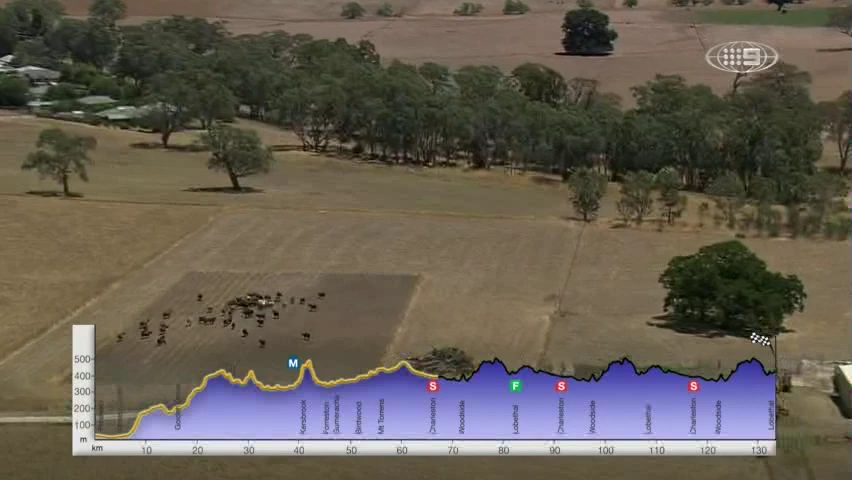 9
M
500
400
300
200
100
m
S
F
S
S
Kersbrook
Forreston
Gumeracha
Birdwood
Mt Torrens
Charleston
Woodside
Lobethal
Charleston
Woodside
Lobethal
Charleston
Woodside
Lobethal
km
10 20 30 40 50 60 70 80 90 100 110 120 130